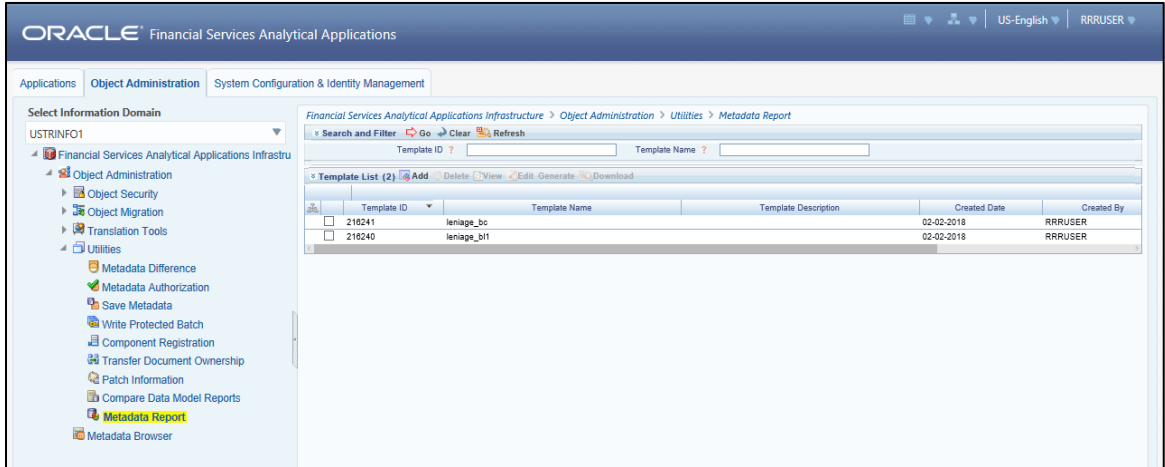 US-English RRRUSER
ORACLE® Financial Services Analytical Applications
Applications Object Administration System Configuration & Identity Management
Select Information Domain
USTRINFO1
Financial Services Analytical Applications Infrastru
Object Administration
Object Security
Object Migration
Translation Tools
Utilities
Metadata Difference
Metadata Authorization
Save Metadata
Write Protected Batch
Component Registration
Transfer Document Ownership
Patch Information
Compare Data Model Reports
Metadata Report
Metadata Browser
Financial Services Analytical Applications Infrastructure > Object Administration > Utilities > Metadata Report
Search and Filter Go Clear Refresh
Template ID ? Template Name ?
Template List (2) Add Delete View Edit Generate Download
Template ID Template Name Template Description Created Date Created By
216241 leniage_bc 02-02-2018 RRRUSER
216240 leniage_bl1 02-02-2018 RRRUSER